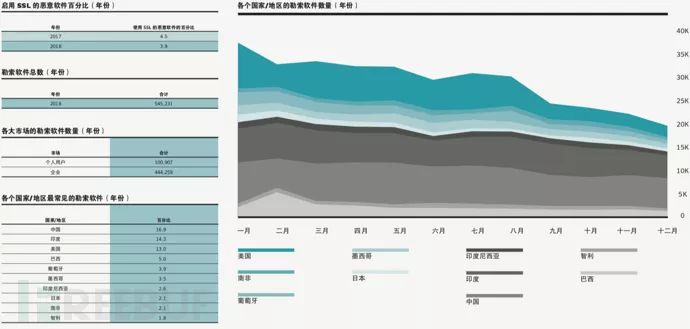 启用 SSL 的恶意软件百分比（年份）
年份 使用 SSL 的恶意软件的百分比
2017 4.5
2018 3.9
勒索软件总数（年份）
年份 合计
2018 545,231
各大市场的勒索软件数量（年份）
市场 合计
个人用户 100,907
企业 444,259
各个国家/地区最常见的勒索软件（年份）
国家/地区 百分比
中国 16.9
印度 14.3
美国 13.0
巴西 5.0
葡萄牙 3.9
墨西哥 3.5
印度尼西亚 2.6
日本 2.1
南非 2.1
智利 1.8
各个国家/地区的勒索软件数量（年份）
40K
35K
30K
25K
20K
15K
10K
5K
0
一月 二月 三月 四月 五月 六月 七月 八月 九月 十月 十一月 十二月
美国 墨西哥 印度尼西亚 智利
南非 日本 印度 巴西
葡萄牙 中国
REEBUF